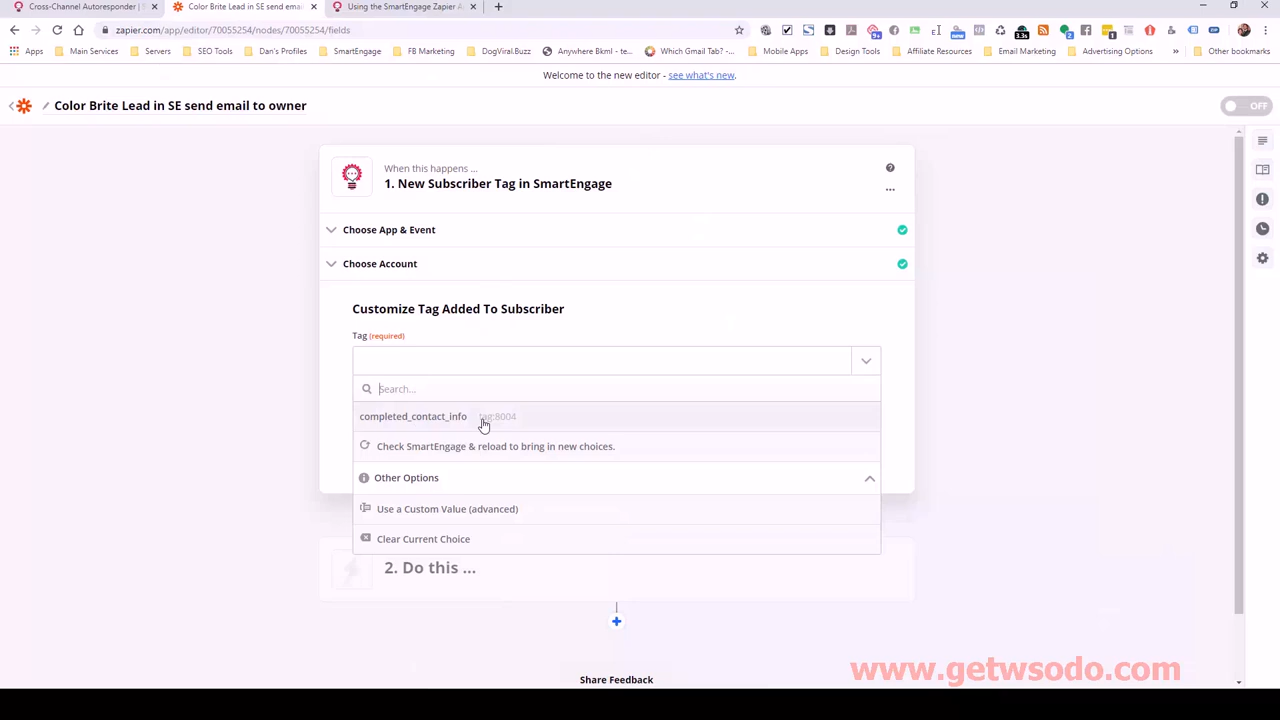 Cross-Channel Autoresponder | S
Color Brite Lead in SE send email
Using the SmartEngage Zapier A
zapier.com/app/editor/70055254/nodes/70055254/fields
Apps
Main Services
Servers
SEO Tools
Dan's Profiles
SmartEngage
FB Marketing
DogViral.Buzz
Anywhere Bkml - te...
Which Gmail Tab? -...
Mobile Apps
Design Tools
Affiliate Resources
Email Marketing
Advertising Options
Other bookmarks
Welcome to the new editor - see what's new.
Color Brite Lead in SE send email to owner
OFF
When this happens ...
1. New Subscriber Tag in SmartEngage
Choose App & Event
Choose Account
Customize Tag Added To Subscriber
Tag (required)
Search...
completed_contact_info tag:8004
Check SmartEngage & reload to bring in new choices.
Other Options
Use a Custom Value (advanced)
Clear Current Choice
2. Do this ...
www.getwsodo.com
Share Feedback